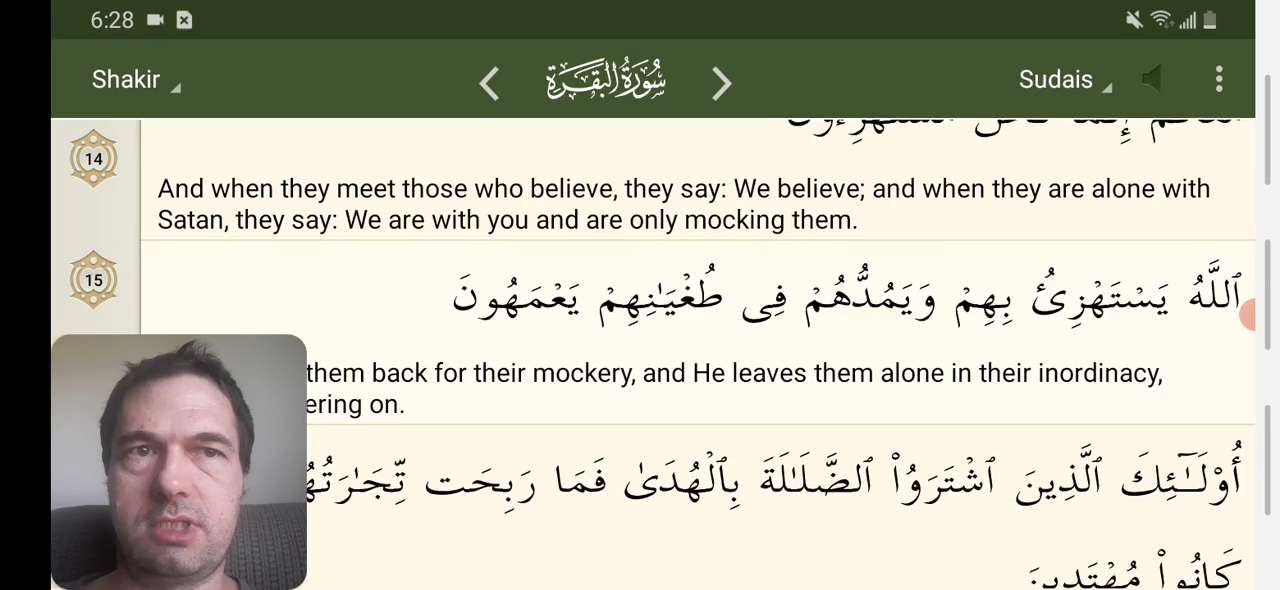 6:28
Shakir
سُورَةُ البَقَرَةِ
Sudais
14
And when they meet those who believe, they say: We believe; and when they are alone with
Satan, they say: We are with you and are only mocking them.
15
ٱللَّهُ يَسْتَهْزِئُ بِهِمْ وَيَمُدُّهُمْ فِى طُغْيَـٰنِهِمْ يَعْمَهُونَ
them back for their mockery, and He leaves them alone in their inordinacy,
on.
أُو۟لَـٰٓئِكَ ٱلَّذِينَ ٱشْتَرَوُا۟ ٱلضَّلَـٰلَةَ بِٱلْهُدَىٰ فَمَا رَبِحَت
كَانُوا۟ مُهْتَدِينَ